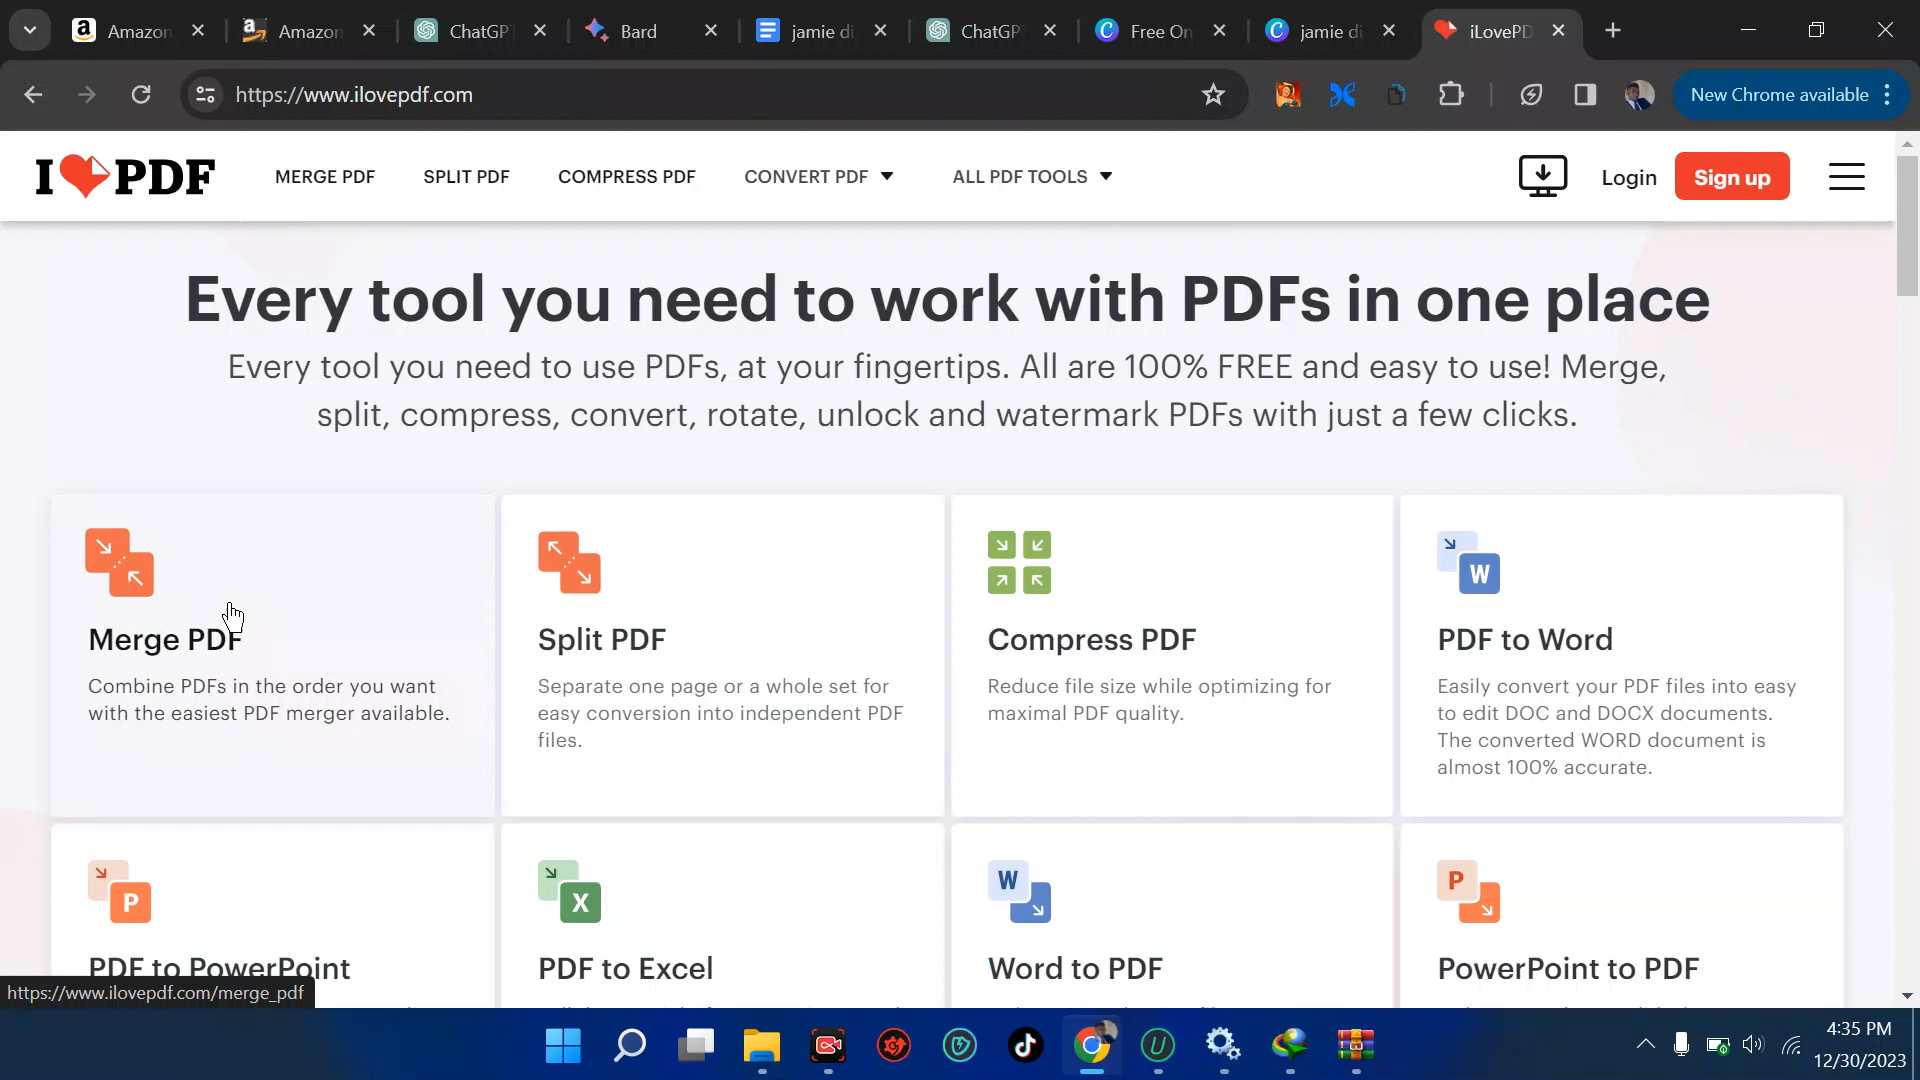 Amazon
Amazon
ChatGP
Bard
jamie di
ChatGP
Free On
jamie di
iLovePD
https://www.ilovepdf.com
New Chrome available
I PDF
MERGE PDF
SPLIT PDF
COMPRESS PDF
CONVERT PDF
ALL PDF TOOLS
Login
Sign up
Every tool you need to work with PDFs in one place
Every tool you need to use PDFs, at your fingertips. All are 100% FREE and easy to use! Merge,
split, compress, convert, rotate, unlock and watermark PDFs with just a few clicks.
Merge PDF
Combine PDFs in the order you want
with the easiest PDF merger available.
Split PDF
Separate one page or a whole set for
easy conversion into independent PDF
files.
Compress PDF
Reduce file size while optimizing for
maximal PDF quality.
W
PDF to Word
Easily convert your PDF files into easy
to edit DOC and DOCX documents.
The converted WORD document is
almost 100% accurate.
P
PDF to PowerPoint
X
PDF to Excel
W
Word to PDF
P
PowerPoint to PDF
https://www.ilovepdf.com/merge_pdf
4:35 PM
12/30/2023